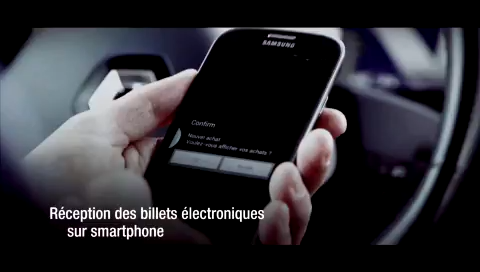 SAMSUNG
Confirm
Nouvel achat
Voulez-vous afficher vos achats ?
Réception des billets électroniques
sur smartphone